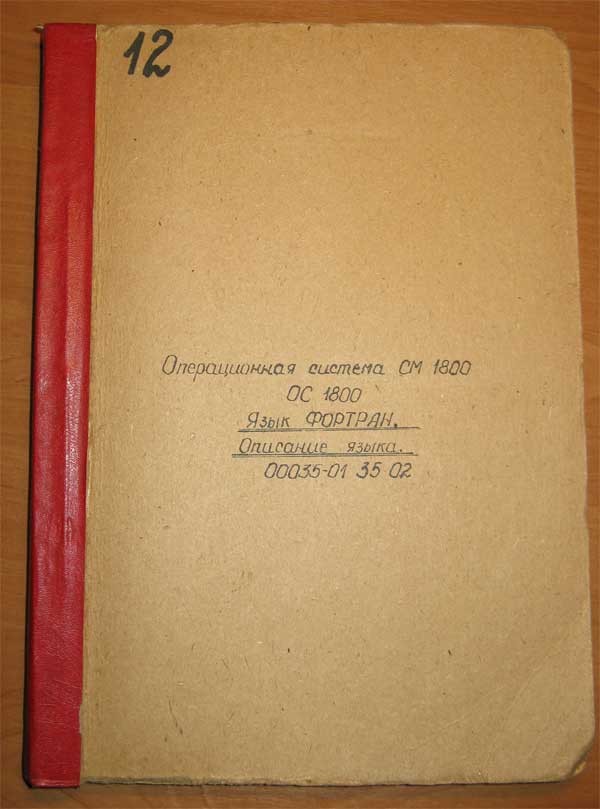 12
Операционная система СМ 1800
ОС 1800
Язык ФОРТРАН.
Описание языка.
00035-01 35 02